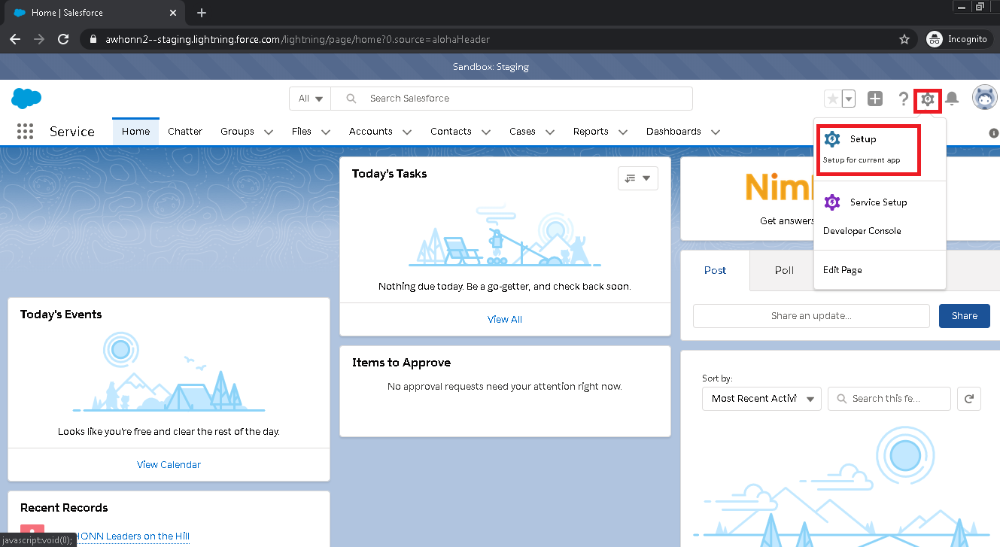 Home | Salesforce
awhonn2--staging.lightning.force.com/lightning/page/home?0.source=alohaHeader
Incognito
Sandbox: Staging
All
Search Salesforce
Service
Home
Chatter
Groups
Files
Accounts
Contacts
Cases
Reports
Dashboards
Setup
Setup for current app
Service Setup
Developer Console
Edit Page
Today's Tasks
Nothing due today. Be a go-getter, and check back soon.
View All
Get answers
Post
Poll
Share an update...
Share
Today's Events
Looks like you're free and clear the rest of the day.
View Calendar
Items to Approve
No approval requests need your attention right now.
Sort by:
Most Recent Activi
Search this fe...
Recent Records
HONN Leaders on the Hill
javascript:void(0);